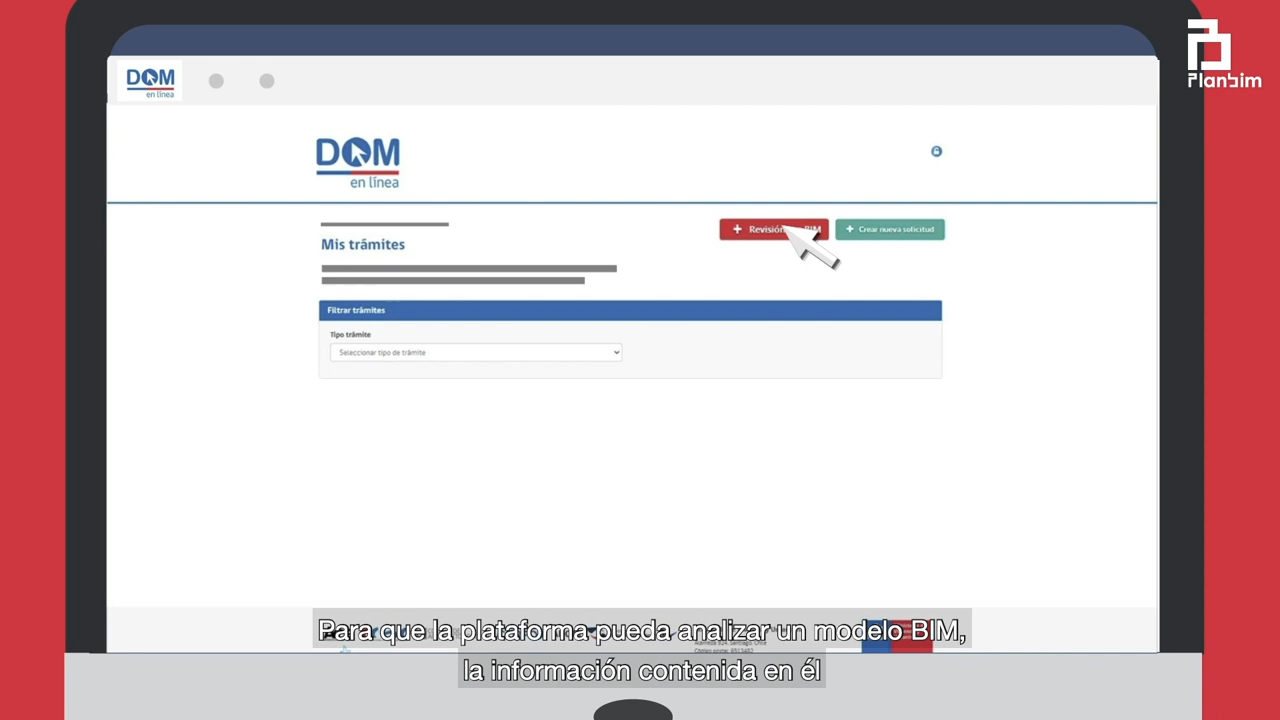 DOM
en línea
Planbim
DOM
en línea
Mis trámites
+ Revisión BIM
+ Crear nueva solicitud
Filtrar trámites
Tipo trámite
Seleccionar tipo de trámite
Para que la plataforma pueda analizar un modelo BIM,
la información contenida en él